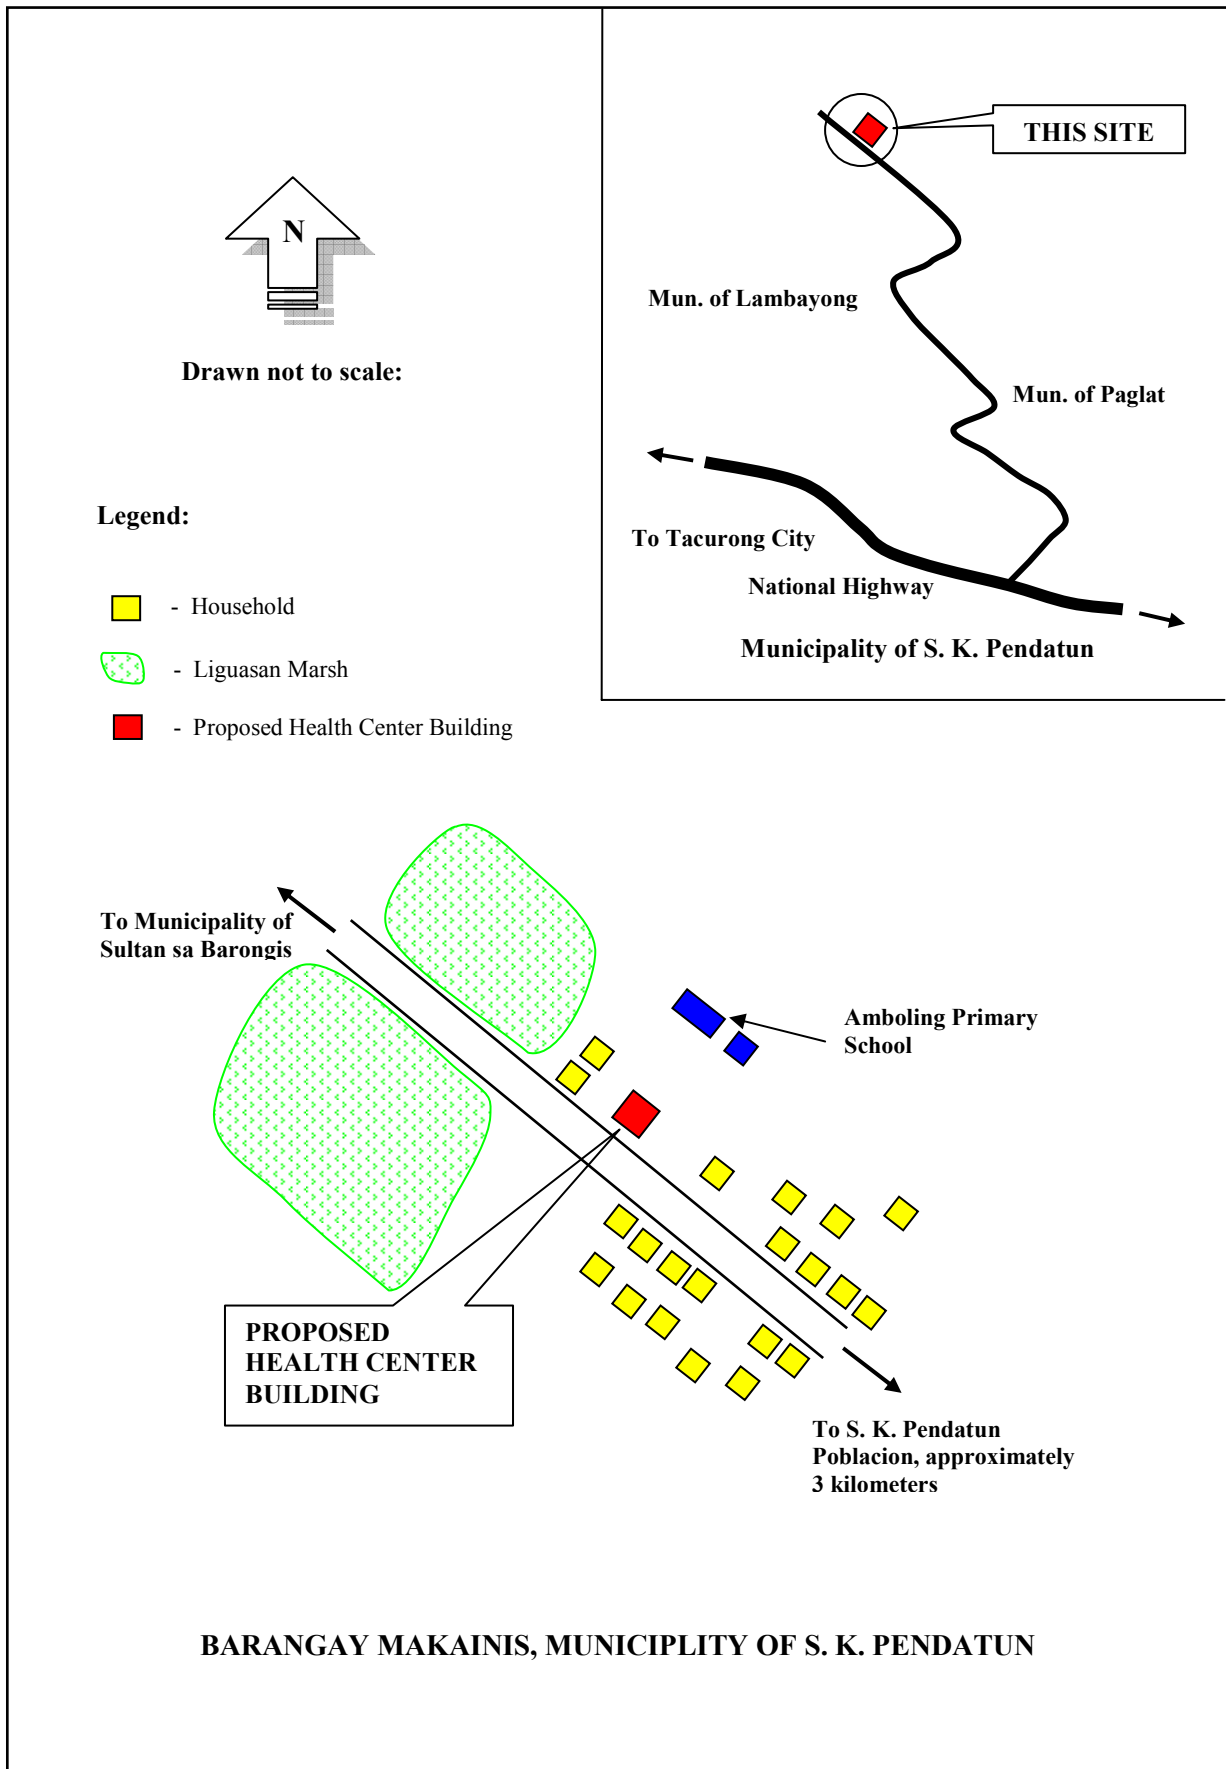 THIS SITE
N
Mun. of Lambayong
Drawn not to scale:
Mun. of Paglat
Legend:
To Tacurong City
National Highway
- Household
Municipality of S. K. Pendatun
- Liguasan Marsh
- Proposed Health Center Building
To Municipality of
Sultan sa Barongis
Amboling Primary
School
PROPOSED
HEALTH CENTER
BUILDING
To S. K. Pendatun
Poblacion, approximately
3 kilometers
BARANGAY MAKAINIS, MUNICIPLITY OF S. K. PENDATUN